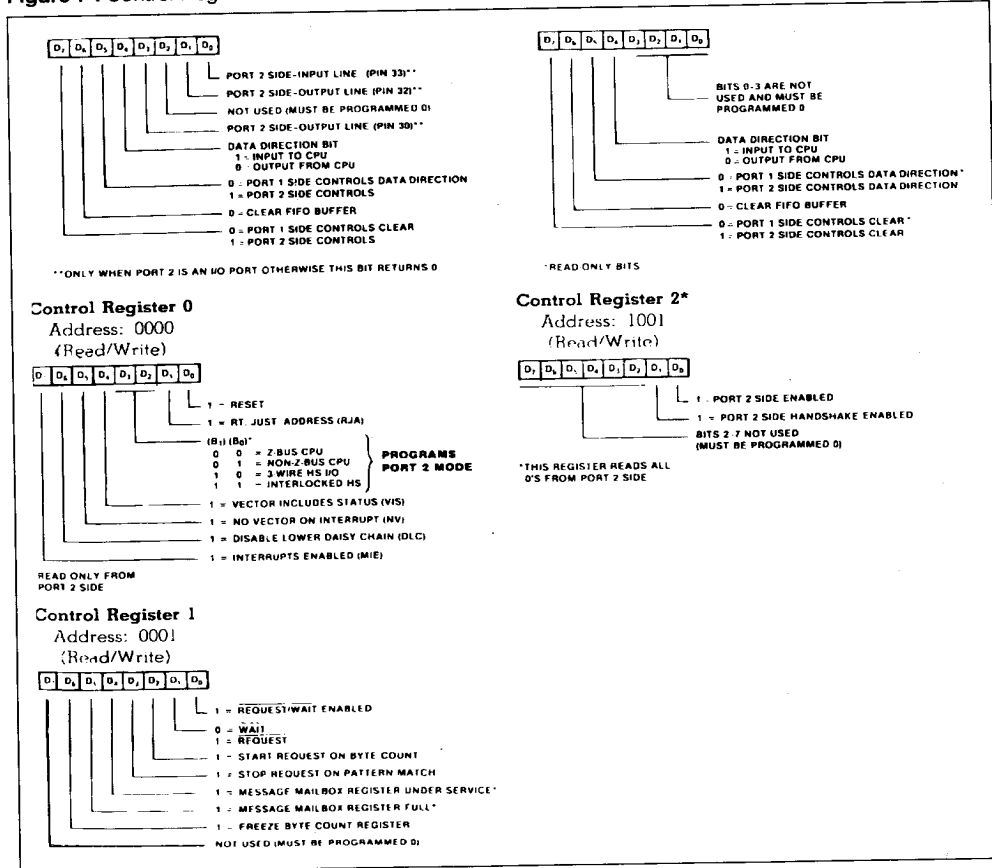 D7 D6 D5 D4 D3 D2 D1 D0
PORT 2 SIDE-INPUT LINE (PIN 33)**
PORT 2 SIDE-OUTPUT LINE (PIN 32)**
NOT USED (MUST BE PROGRAMMED 0)
PORT 2 SIDE-OUTPUT LINE (PIN 30)**
DATA DIRECTION BIT
1 = INPUT TO CPU
0 = OUTPUT FROM CPU
0 = PORT 1 SIDE CONTROLS DATA DIRECTION
1 = PORT 2 SIDE CONTROLS
0 = CLEAR FIFO BUFFER
0 = PORT 1 SIDE CONTROLS CLEAR
1 = PORT 2 SIDE CONTROLS
**ONLY WHEN PORT 2 IS AN I/O PORT OTHERWISE THIS BIT RETURNS 0
D7 D6 D5 D4 D3 D2 D1 D0
BITS 0-3 ARE NOT
USED AND MUST BE
PROGRAMMED 0
DATA DIRECTION BIT
1 = INPUT TO CPU
0 = OUTPUT FROM CPU
0 = PORT 1 SIDE CONTROLS DATA DIRECTION*
1 = PORT 2 SIDE CONTROLS DATA DIRECTION
0 = CLEAR FIFO BUFFER
0 = PORT 1 SIDE CONTROLS CLEAR*
1 = PORT 2 SIDE CONTROLS CLEAR
*READ ONLY BITS
Control Register 0
Address: 0000
(Read/Write)
D D6 D5 D4 D3 D2 D1 D0
1 - RESET
1 = RT. JUST ADDRESS (RJA)
(B1) (B0)*
0 0 = Z-BUS CPU
0 1 = NON-Z-BUS CPU
1 0 = 3-WIRE HS I/O
1 1 - INTERLOCKED HS
PROGRAMS
PORT 2 MODE
1 = VECTOR INCLUDES STATUS (VIS)
1 = NO VECTOR ON INTERRUPT (NV)
1 = DISABLE LOWER DAISY CHAIN (DLC)
1 = INTERRUPTS ENABLED (MIE)
READ ONLY FROM
PORT 2 SIDE
Control Register 2*
Address: 1001
(Read/Write)
D7 D6 D5 D4 D3 D2 D1 D0
1 - PORT 2 SIDE ENABLED
1 = PORT 2 SIDE HANDSHAKE ENABLED
BITS 2-7 NOT USED
(MUST BE PROGRAMMED 0)
*THIS REGISTER READS ALL
0'S FROM PORT 2 SIDE
Control Register 1
Address: 0001
(Read/Write)
D D6 D5 D4 D3 D2 D1 D0
1 = REQUEST/WAIT ENABLED
0 = WAIT
1 = REQUEST
1 - START REQUEST ON BYTE COUNT
1 = STOP REQUEST ON PATTERN MATCH
1 = MESSAGE MAILBOX REGISTER UNDER SERVICE*
1 = MESSAGE MAILBOX REGISTER FULL*
1 - FREEZE BYTE COUNT REGISTER
NOT USED (MUST BE PROGRAMMED 0)